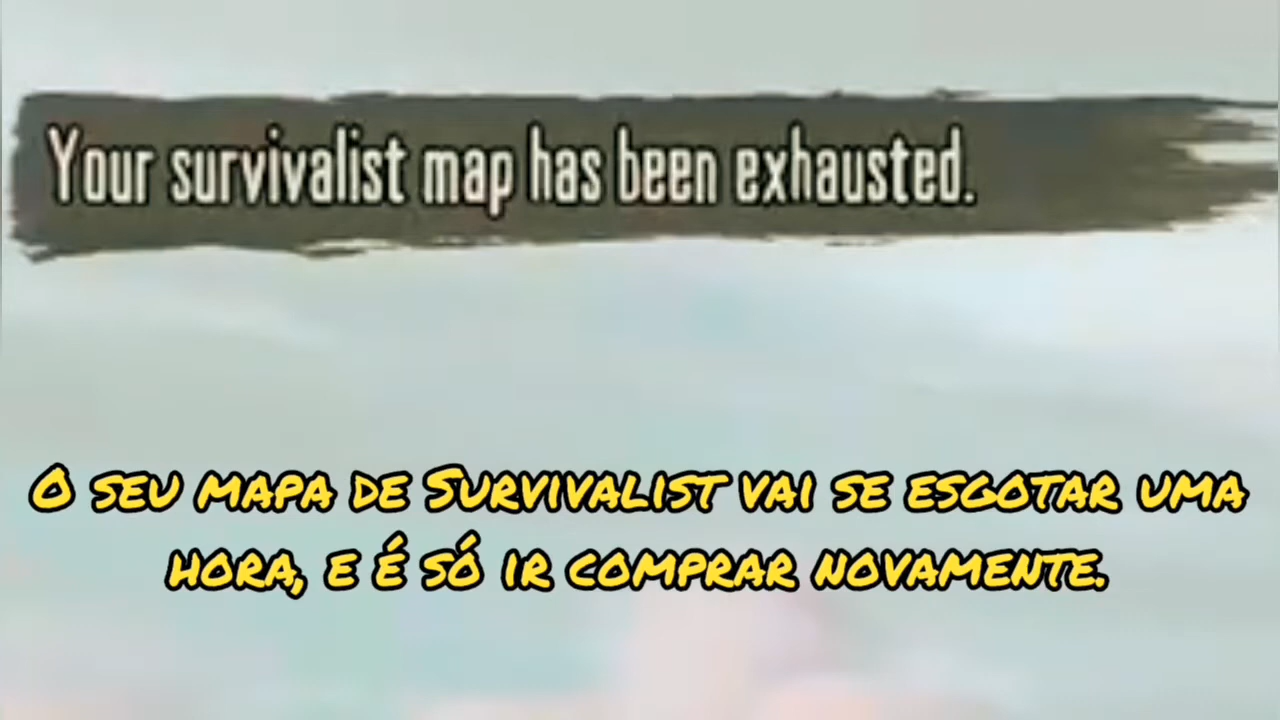 Your survivalist map has been exhausted.
O SEU MAPA DE SURVIVALIST VAI SE ESGOTAR UMA
HORA, E É SÓ IR COMPRAR NOVAMENTE.